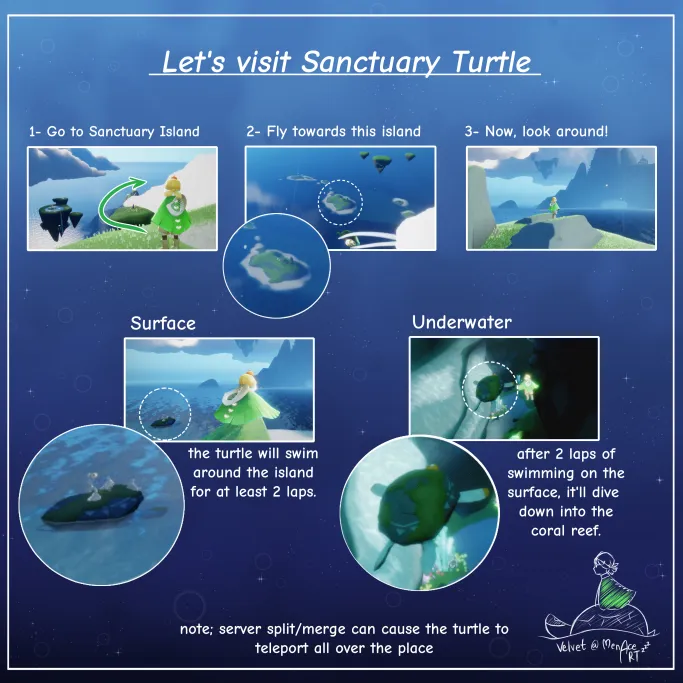 Let's visit Sanctuary Turtle
1- Go to Sanctuary Island
2- Fly towards this island
3- Now, look around!
Surface
the turtle will swim
around the island
for at least 2 laps.
Underwater
after 2 laps of
swimming on the
surface, it'll dive
down into the
coral reef.
note; server split/merge can cause the turtle to
teleport all over the place
Velvet @ Menace
RT zzz